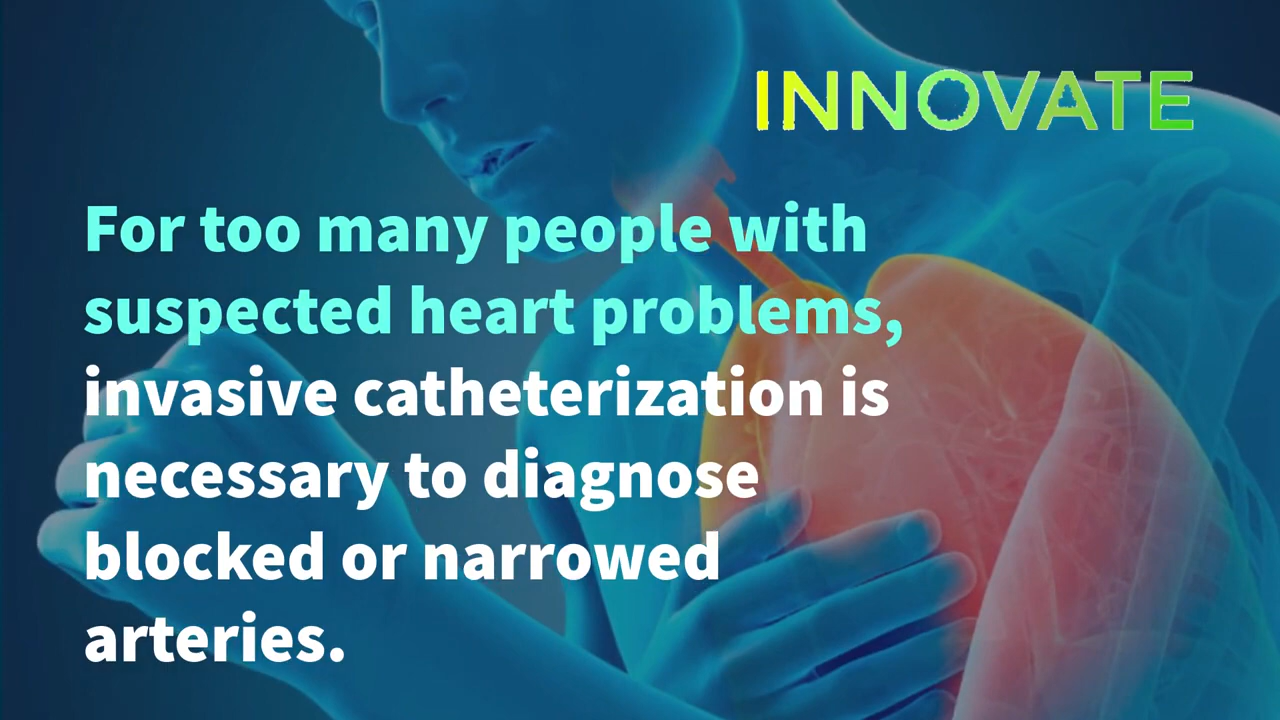 INNOVATE
For too many people with
suspected heart problems,
invasive catheterization is
necessary to diagnose
blocked or narrowed
arteries.